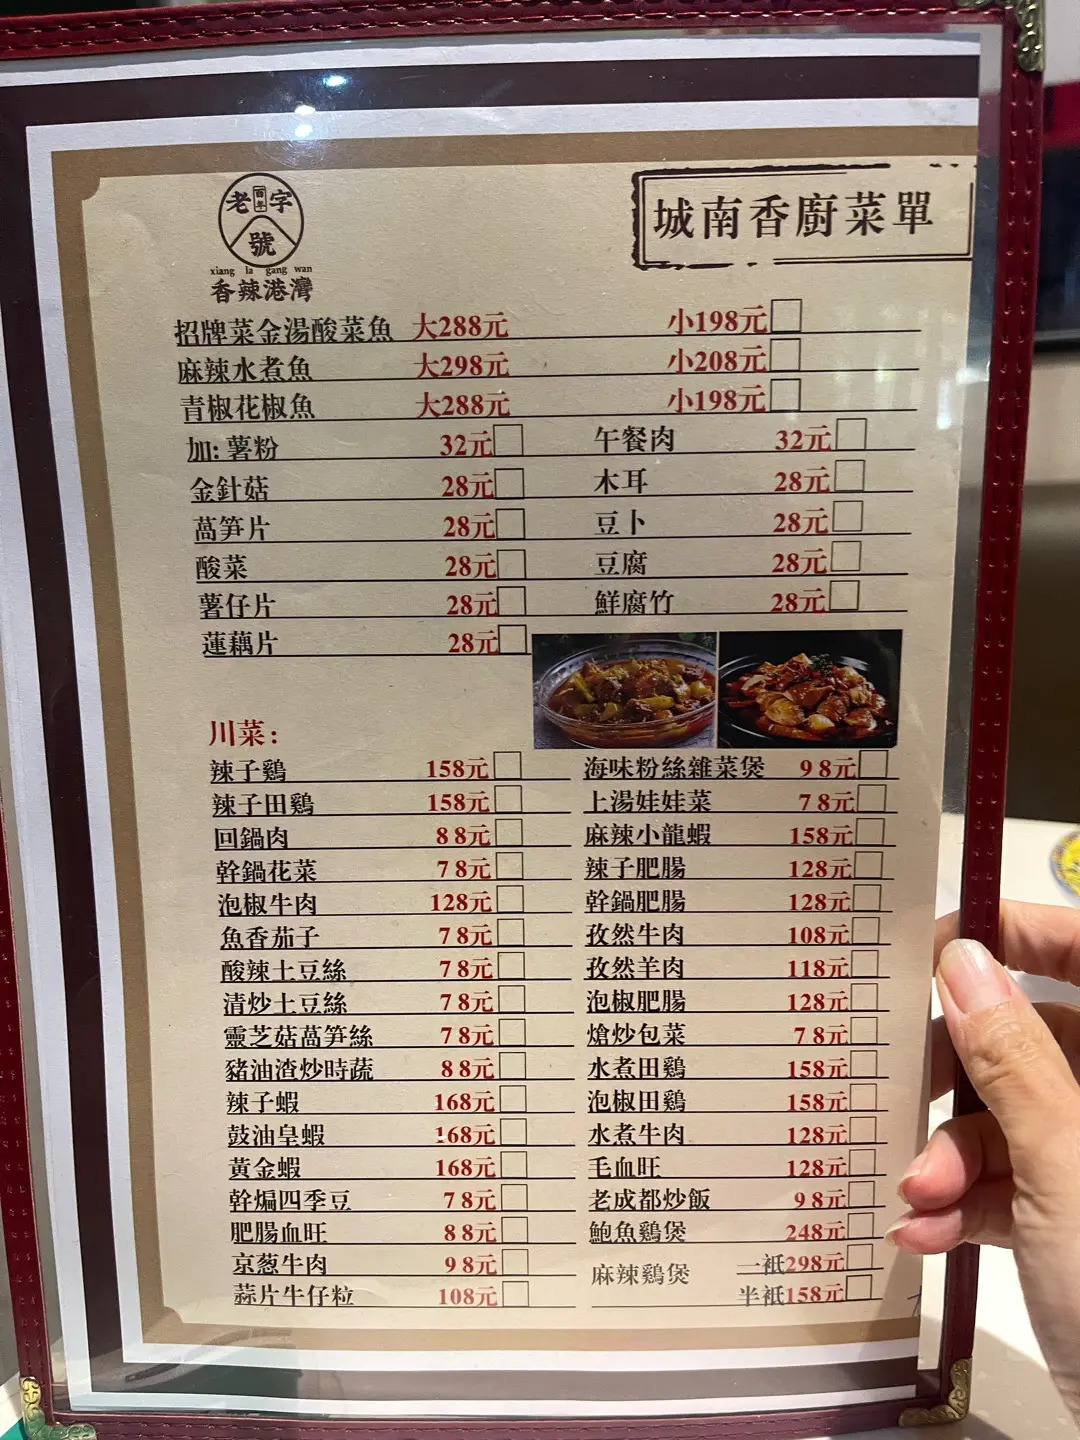 老 百年 字
號
xiang la gang wan
香辣港灣
城南香廚菜單
招牌菜金湯酸菜魚 大288元 小198元
麻辣水煮魚 大298元 小208元
青椒花椒魚 大288元 小198元
加: 薯粉 32元 午餐肉 32元
金針菇 28元 木耳 28元
萵笋片 28元 豆卜 28元
酸菜 28元 豆腐 28元
薯仔片 28元 鮮腐竹 28元
蓮藕片 28元
川菜:
辣子鷄 158元 海味粉絲雜菜煲 98元
辣子田鷄 158元 上湯娃娃菜 78元
回鍋肉 88元 麻辣小龍蝦 158元
幹鍋花菜 78元 辣子肥腸 128元
泡椒牛肉 128元 幹鍋肥腸 128元
魚香茄子 78元 孜然牛肉 108元
酸辣土豆絲 78元 孜然羊肉 118元
清炒土豆絲 78元 泡椒肥腸 128元
靈芝菇萵笋絲 78元 熗炒包菜 78元
豬油渣炒時蔬 88元 水煮田鷄 158元
辣子蝦 168元 泡椒田鷄 158元
鼓油皇蝦 168元 水煮牛肉 128元
黃金蝦 168元 毛血旺 128元
幹煸四季豆 78元 老成都炒飯 98元
肥腸血旺 88元 鮑魚鷄煲 248元
京葱牛肉 98元 麻辣鷄煲 一祇298元
蒜片牛仔粒 108元 半祇158元